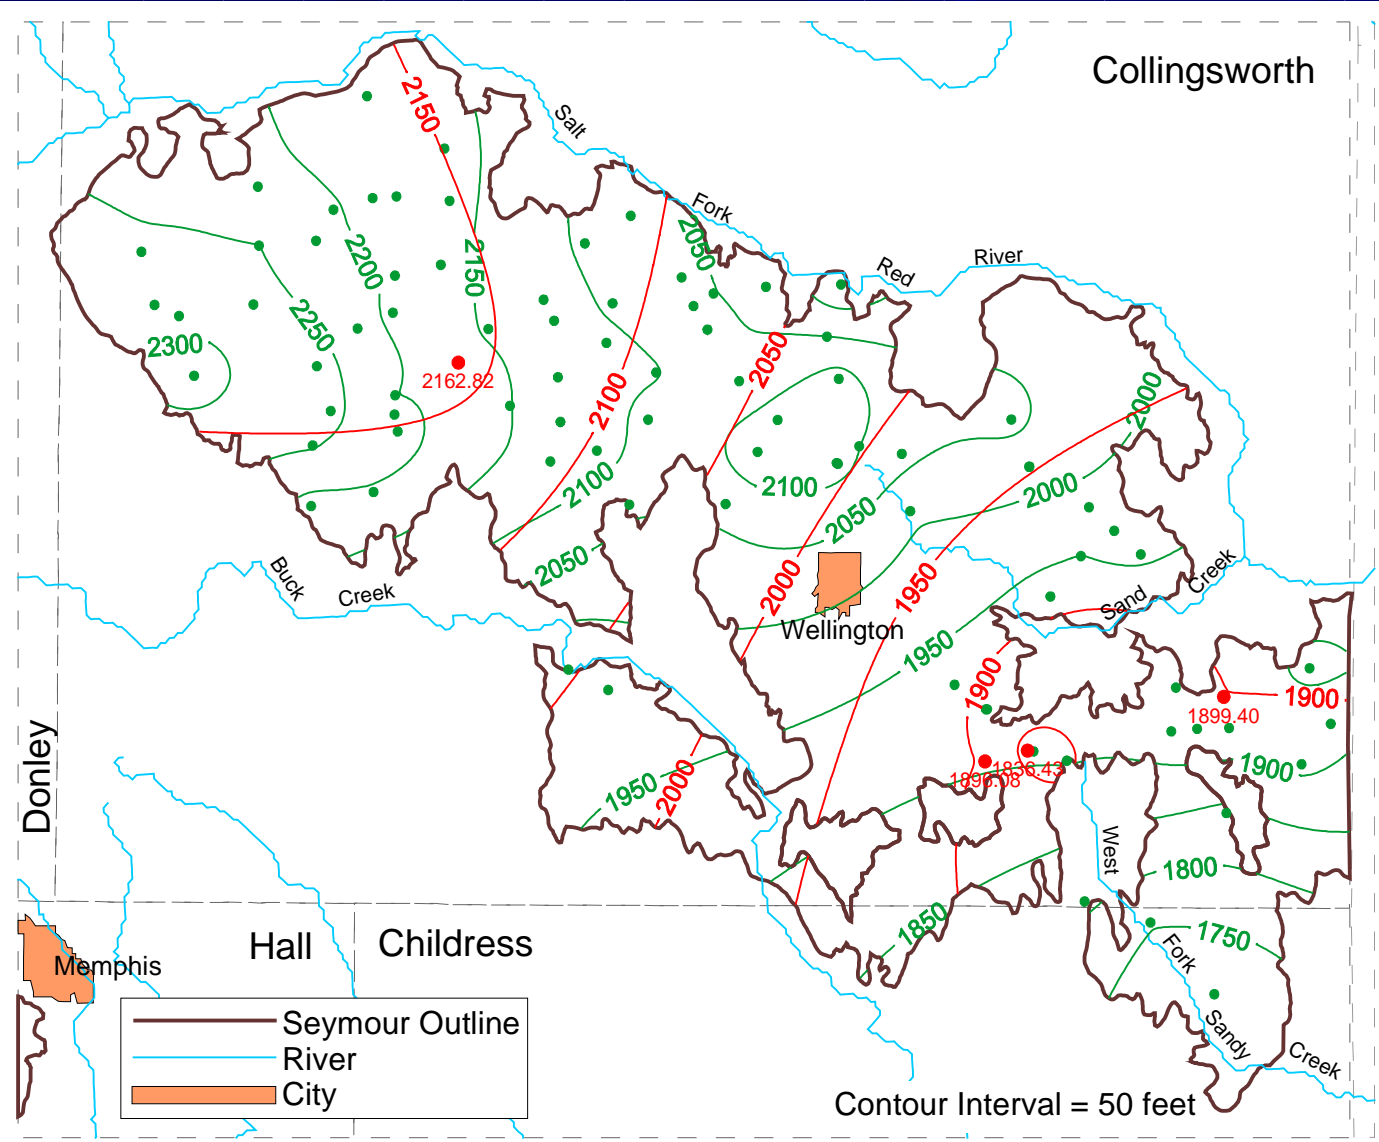 Collingsworth
2150
Salt
Fork
2050
Red
River
2200
2150
2250
2300
2050
2162.82
2100
2000
2100
2100
2050
2000
2050
2000
1950
Buck
Creek
Wellington
Sand
Creek
1950
1900
1900
1899.40
1950
2000
1896.08
1836.43
1900
Donley
West
1800
1850
1750
Fork
Hall
Childress
Memphis
Sandy
Creek
Seymour Outline
River
City
Contour Interval = 50 feet